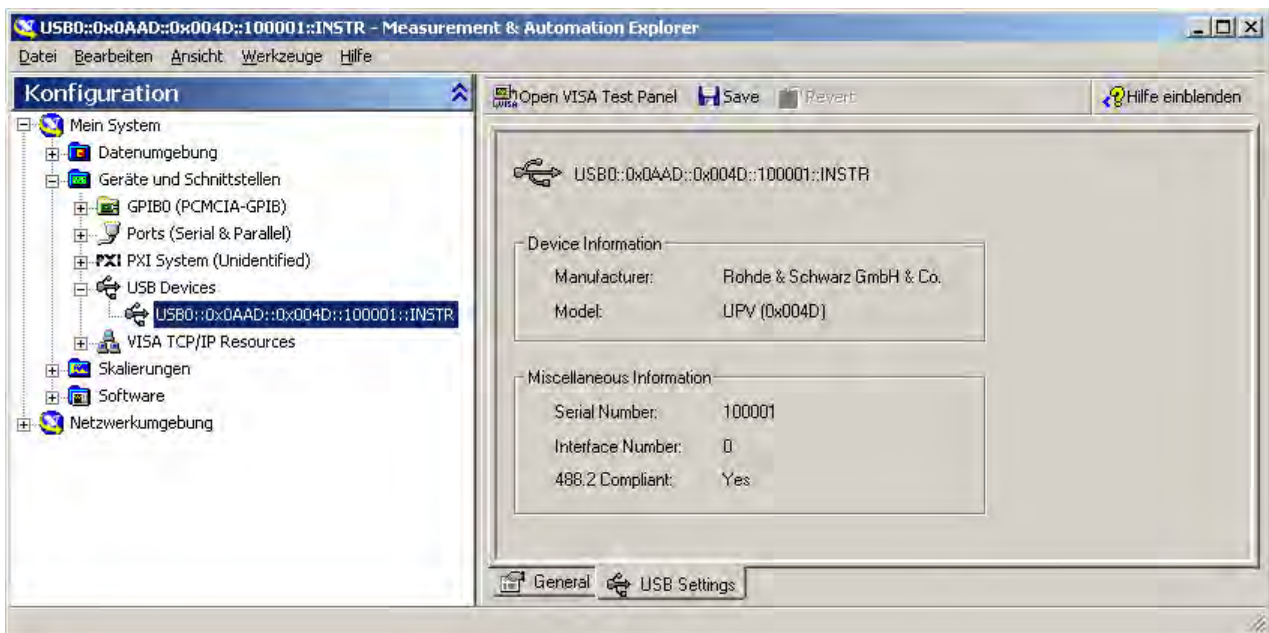 USB0::0x0AAD::0x004D::100001::INSTR - Measurement & Automation Explorer
Datei Bearbeiten Ansicht Werkzeuge Hilfe
Konfiguration
Open VISA Test Panel Save Revert Hilfe einblenden
Mein System
Datenumgebung
Geräte und Schnittstellen
GPIB0 (PCMCIA-GPIB)
Ports (Serial & Parallel)
PXI PXI System (Unidentified)
USB Devices
USB0::0x0AAD::0x004D::100001::INSTR
VISA TCP/IP Resources
Skalierungen
Software
Netzwerkumgebung
USB0::0x0AAD::0x004D::100001::INSTR
Device Information
Manufacturer: Rohde & Schwarz GmbH & Co.
Model: UPV (0x004D)
Miscellaneous Information
Serial Number: 100001
Interface Number: 0
488.2 Compliant: Yes
General USB Settings